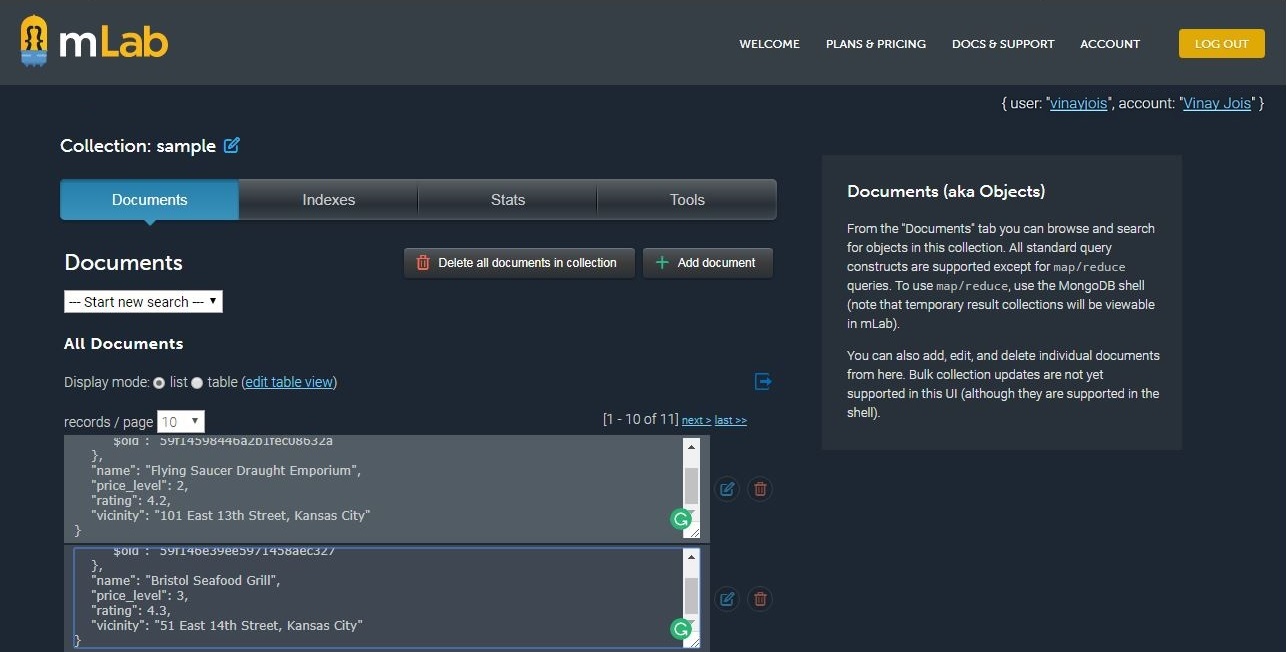 mLab
WELCOME PLANS & PRICING DOCS & SUPPORT ACCOUNT LOG OUT
{ user: "vinayjois", account: "Vinay Jois" }
Collection: sample
Documents Indexes Stats Tools
Documents
Delete all documents in collection
Add document
--- Start new search ---
All Documents
Display mode: list table (edit table view)
records / page 10
[1 - 10 of 11] next > last >>
},
"name": "Flying Saucer Draught Emporium",
"price_level": 2,
"rating": 4.2,
"vicinity": "101 East 13th Street, Kansas City"
}
},
"name": "Bristol Seafood Grill",
"price_level": 3,
"rating": 4.3,
"vicinity": "51 East 14th Street, Kansas City"
}
Documents (aka Objects)
From the "Documents" tab you can browse and search
for objects in this collection. All standard query
constructs are supported except for map/reduce
queries. To use map/reduce, use the MongoDB shell
(note that temporary result collections will be viewable
in mLab).
You can also add, edit, and delete individual documents
from here. Bulk collection updates are not yet
supported in this UI (although they are supported in the
shell).